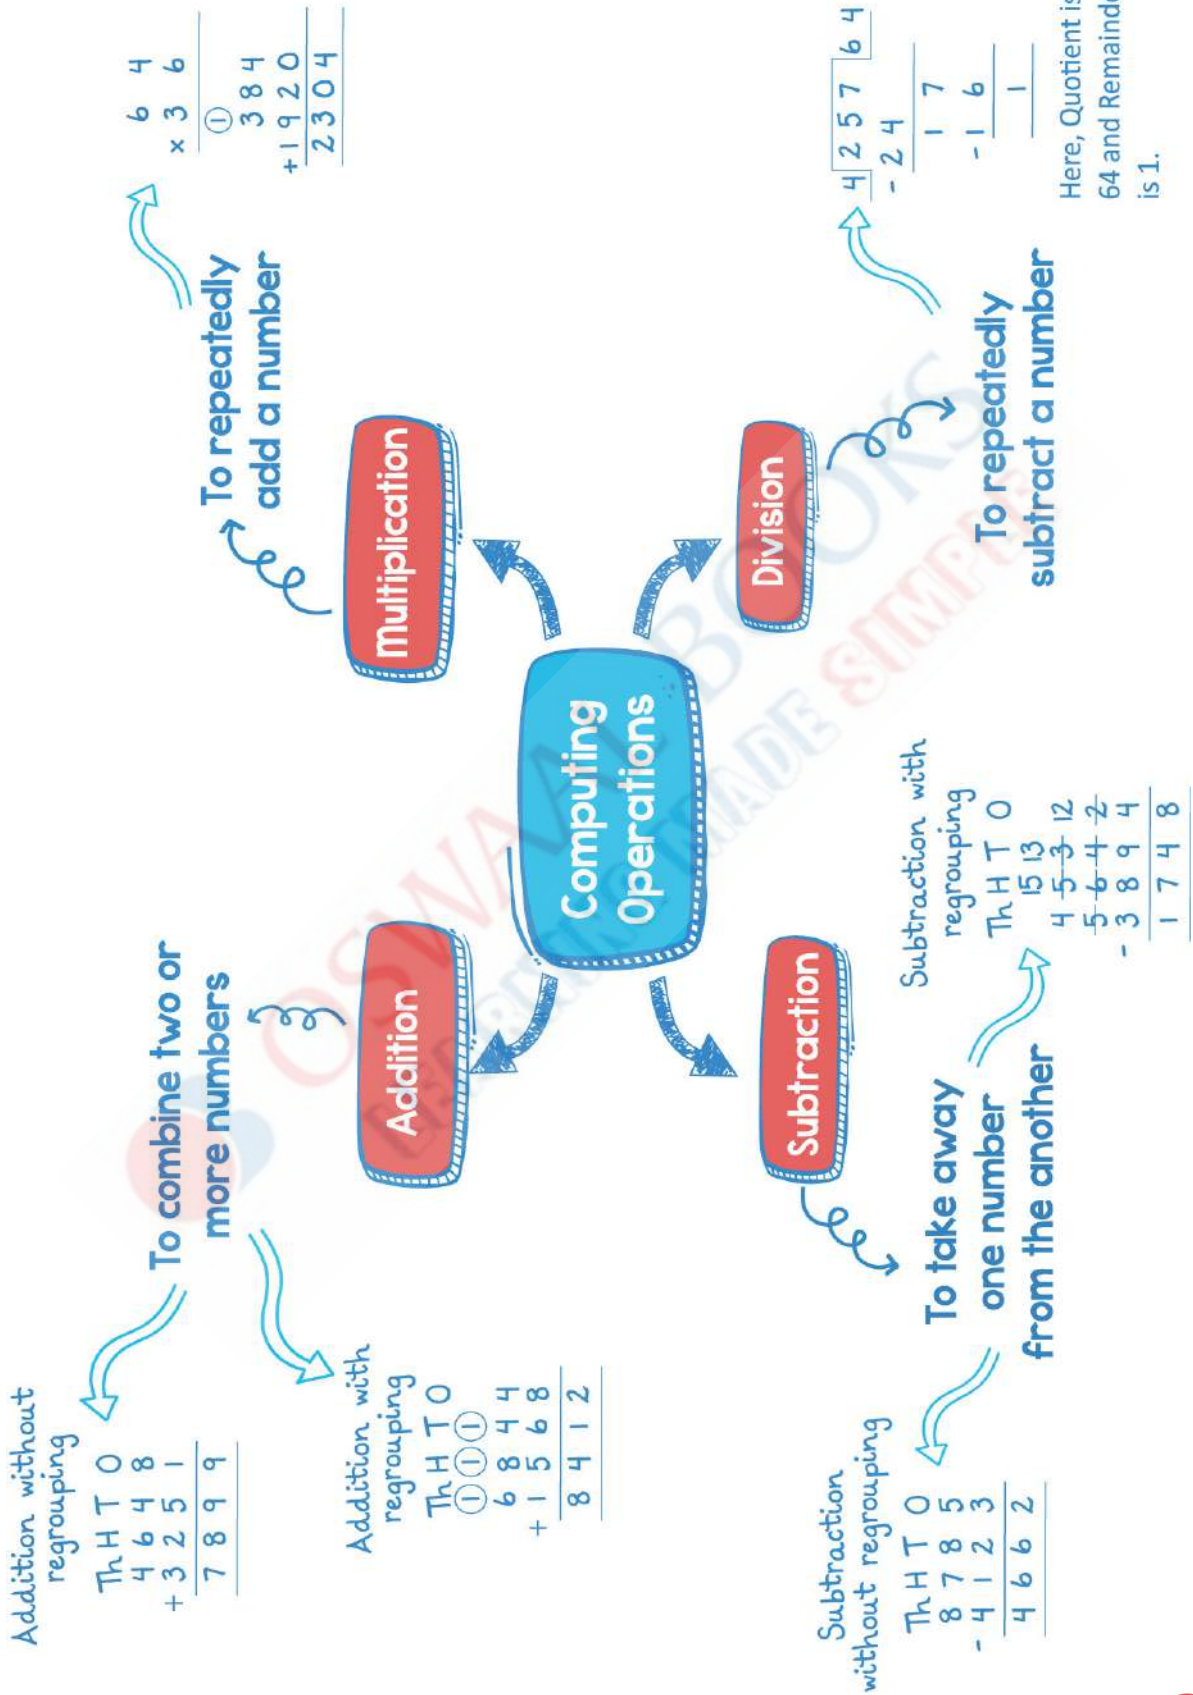 Addition without
regrouping
Th H T O
4 6 4 8
+ 3 2 5 1
7 8 9 9
To combine two or
more numbers
Addition with
regrouping
Th H T O
① ① ①
6 8 4 4
+ 1 5 6 8
8 4 1 2
Addition
To repeatedly
add a number
6 4
× 3 6
①
3 8 4
+ 1 9 2 0
2 3 0 4
Multiplication
Computing
Operations
Subtraction
To take away
one number
from the another
Subtraction
without regrouping
Th H T O
8 7 8 5
- 4 1 2 3
4 6 6 2
Subtraction with
regrouping
Th H T O
15 13
4 5 3 12
5 6 4 2
- 3 8 9 4
1 7 4 8
Division
To repeatedly
subtract a number
4 2 5 7 6 4
- 2 4
1 7
- 1 6
1
Here, Quotient is
64 and Remainde
is 1.
OSWAAL BOOKS
LEARNING MADE SIMPLE